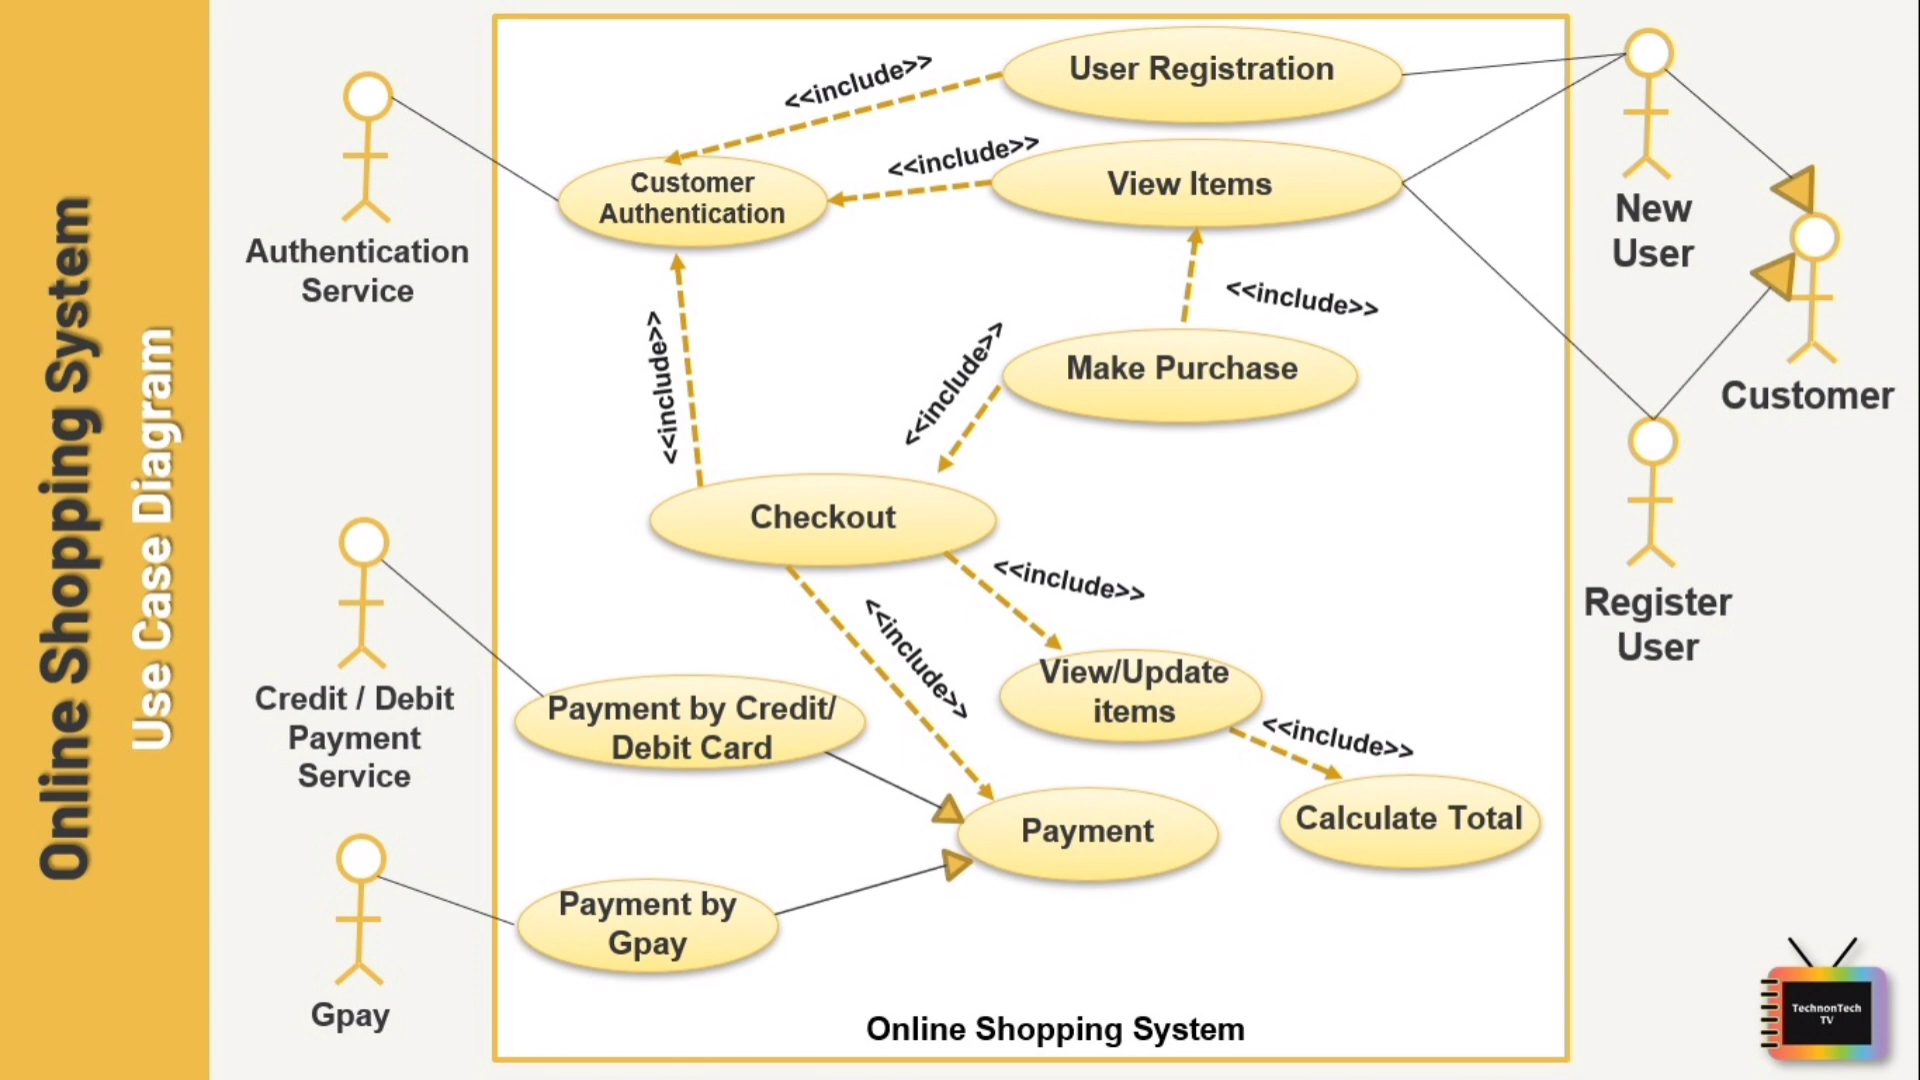 Online Shopping System
Use Case Diagram
Authentication
Service
Credit / Debit
Payment
Service
Gpay
<<include>>
User Registration
<<include>>
Customer
Authentication
View Items
<<include>>
<<include>>
<<include>>
Make Purchase
Checkout
<<include>>
<<include>>
View/Update
items
<<include>>
Payment by Credit/
Debit Card
Payment
Calculate Total
Payment by
Gpay
Online Shopping System
New
User
Customer
Register
User
TechnonTech
TV